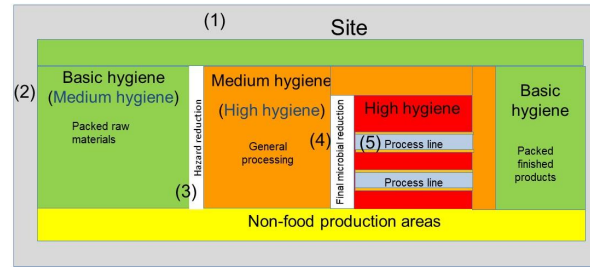 (1)
Site
(2)
Basic hygiene
(Medium hygiene)
Packed raw
materials
(3)
Hazard reduction
Medium hygiene
(High hygiene)
General
processing
(4)
Final microbial reduction
High hygiene
(5)
Process line
Process line
Basic
hygiene
Packed
finished
products
Non-food production areas